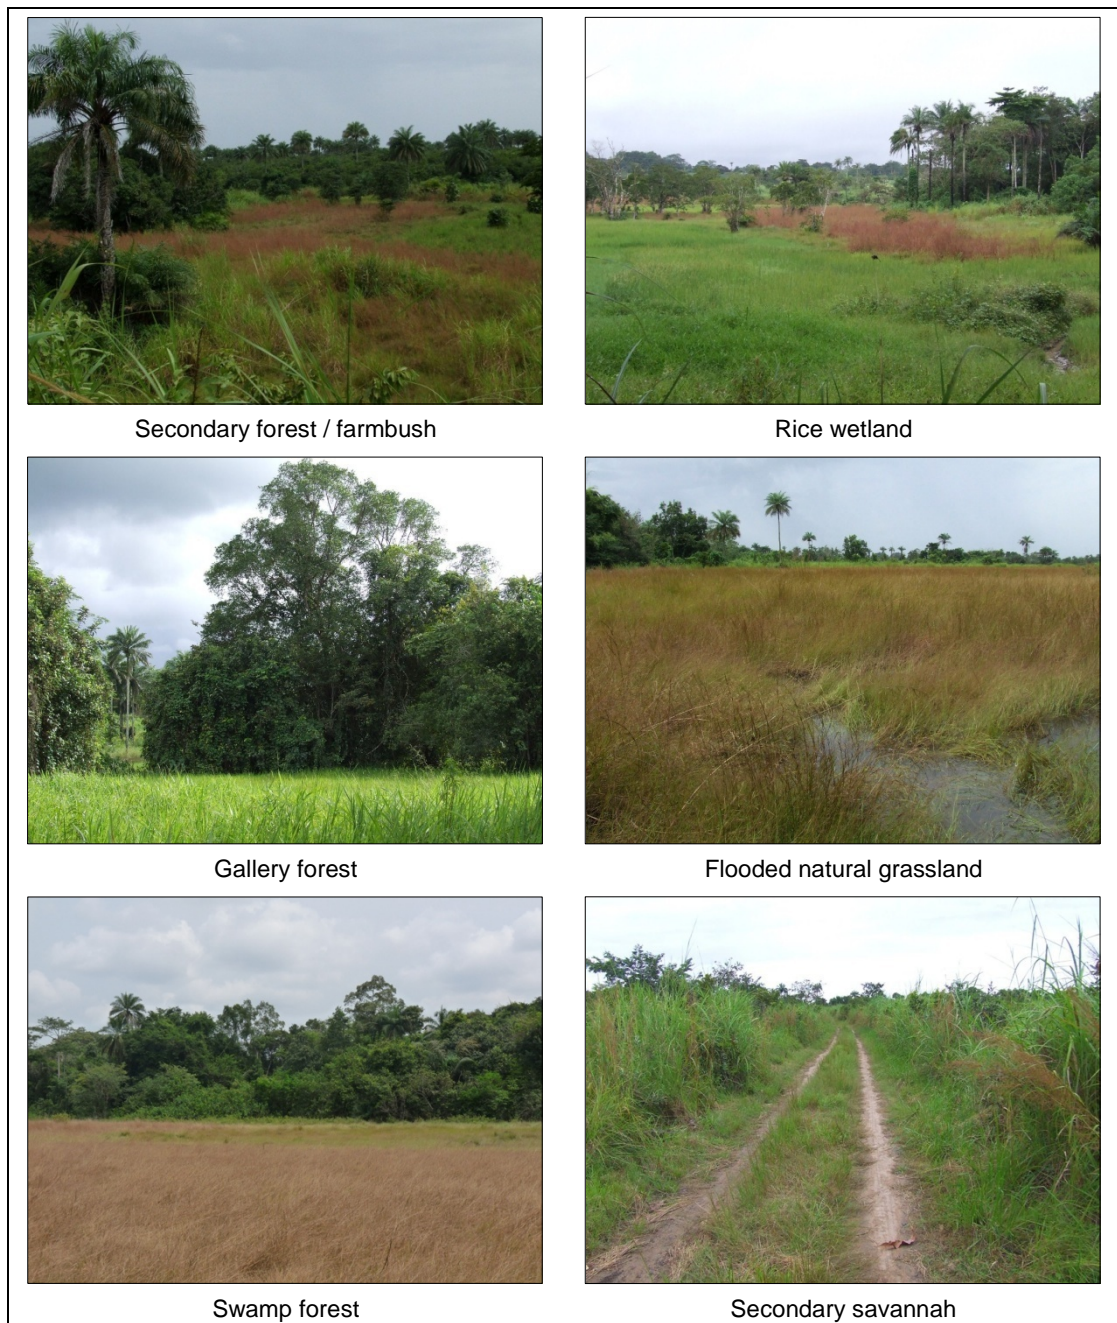 Secondary forest / farmbush
Rice wetland
Gallery forest
Flooded natural grassland
Swamp forest
Secondary savannah